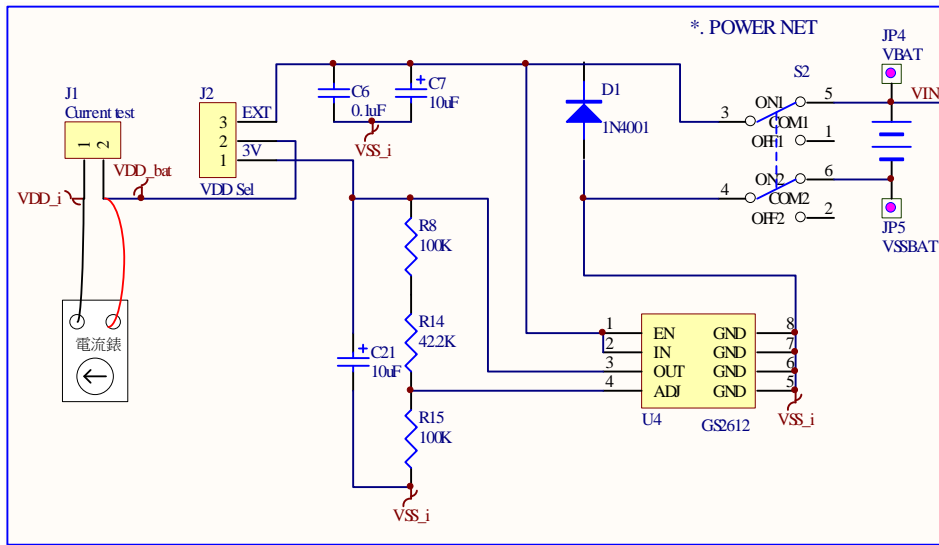 *. POWER NET
JP4
VBAT
VIN
S2
J1
Current test
1
2
VDD_bat
VDD_i
J2
3
2
1
EXT
3V
VDD Sel
C6
0.1uF
C7
10uF
VSS_i
D1
1N4001
3
ON1
COM1
OFF1
5
1
4
ON2
COM2
OFF2
6
2
JP5
VSSBAT
R8
100K
R14
42.2K
C21
10uF
R15
100K
VSS_i
電流錶
1
2
3
4
EN
IN
OUT
ADJ
GND
GND
GND
GND
8
7
6
5
U4
GS2612
VSS_i